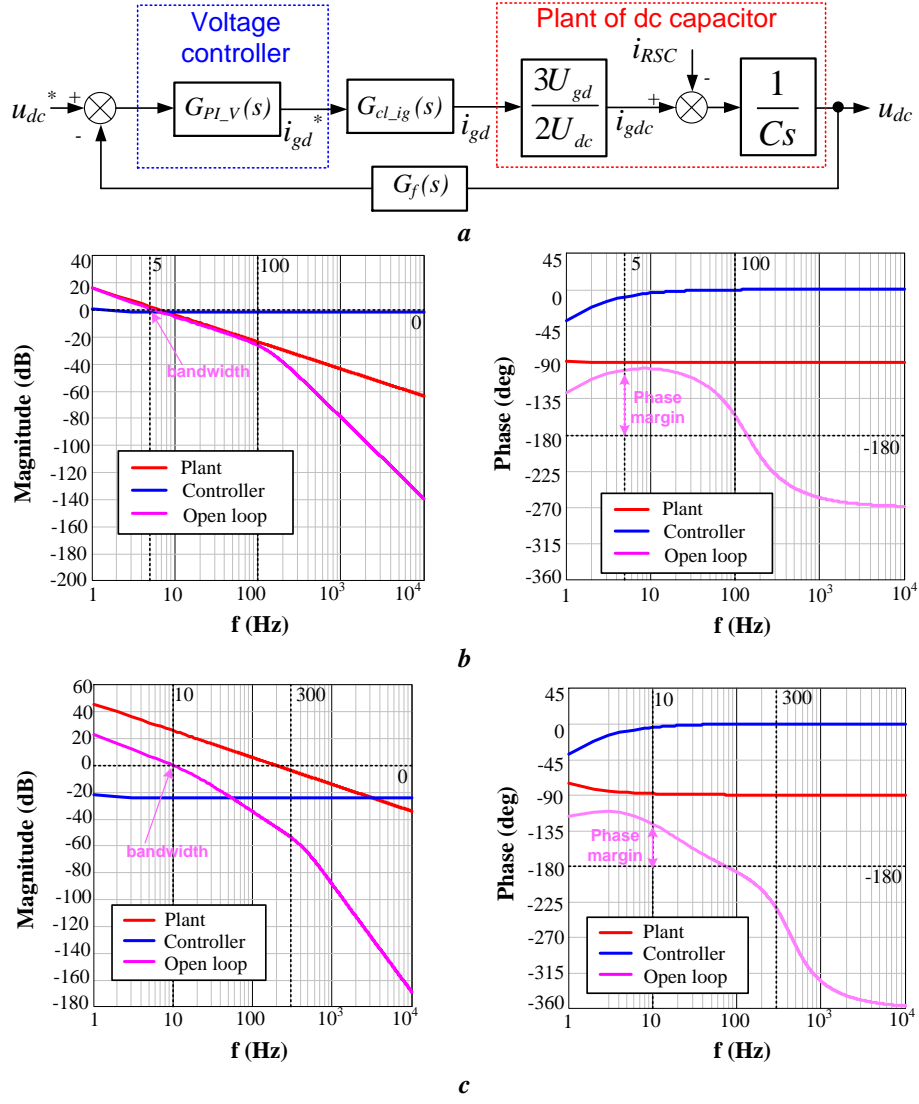 Voltage controller
Plant of dc capacitor
u_dc* + -
G_PI_V(s)
i_gd*
G_cl_ig(s)
i_gd
3U_gd / 2U_dc
i_gdc
+
i_RSC
-
1 / Cs
u_dc
G_f(s)
a
40
20
0
-20
-40
-60
-80
-100
-120
-140
-160
-180
-200
Magnitude (dB)
5
100
0
bandwidth
Plant
Controller
Open loop
1
10
100
10^3
10^4
f (Hz)
45
0
-45
-90
-135
-180
-225
-270
-315
-360
Phase (deg)
5
100
Phase margin
-180
Plant
Controller
Open loop
1
10
100
10^3
10^4
f (Hz)
b
60
40
20
0
-20
-40
-60
-80
-100
-120
-140
-160
-180
Magnitude (dB)
10
300
0
bandwidth
Plant
Controller
Open loop
1
10
100
10^3
10^4
f (Hz)
45
0
-45
-90
-135
-180
-225
-270
-315
-360
Phase (deg)
10
300
Phase margin
-180
Plant
Controller
Open loop
1
10
100
10^3
10^4
f (Hz)
c